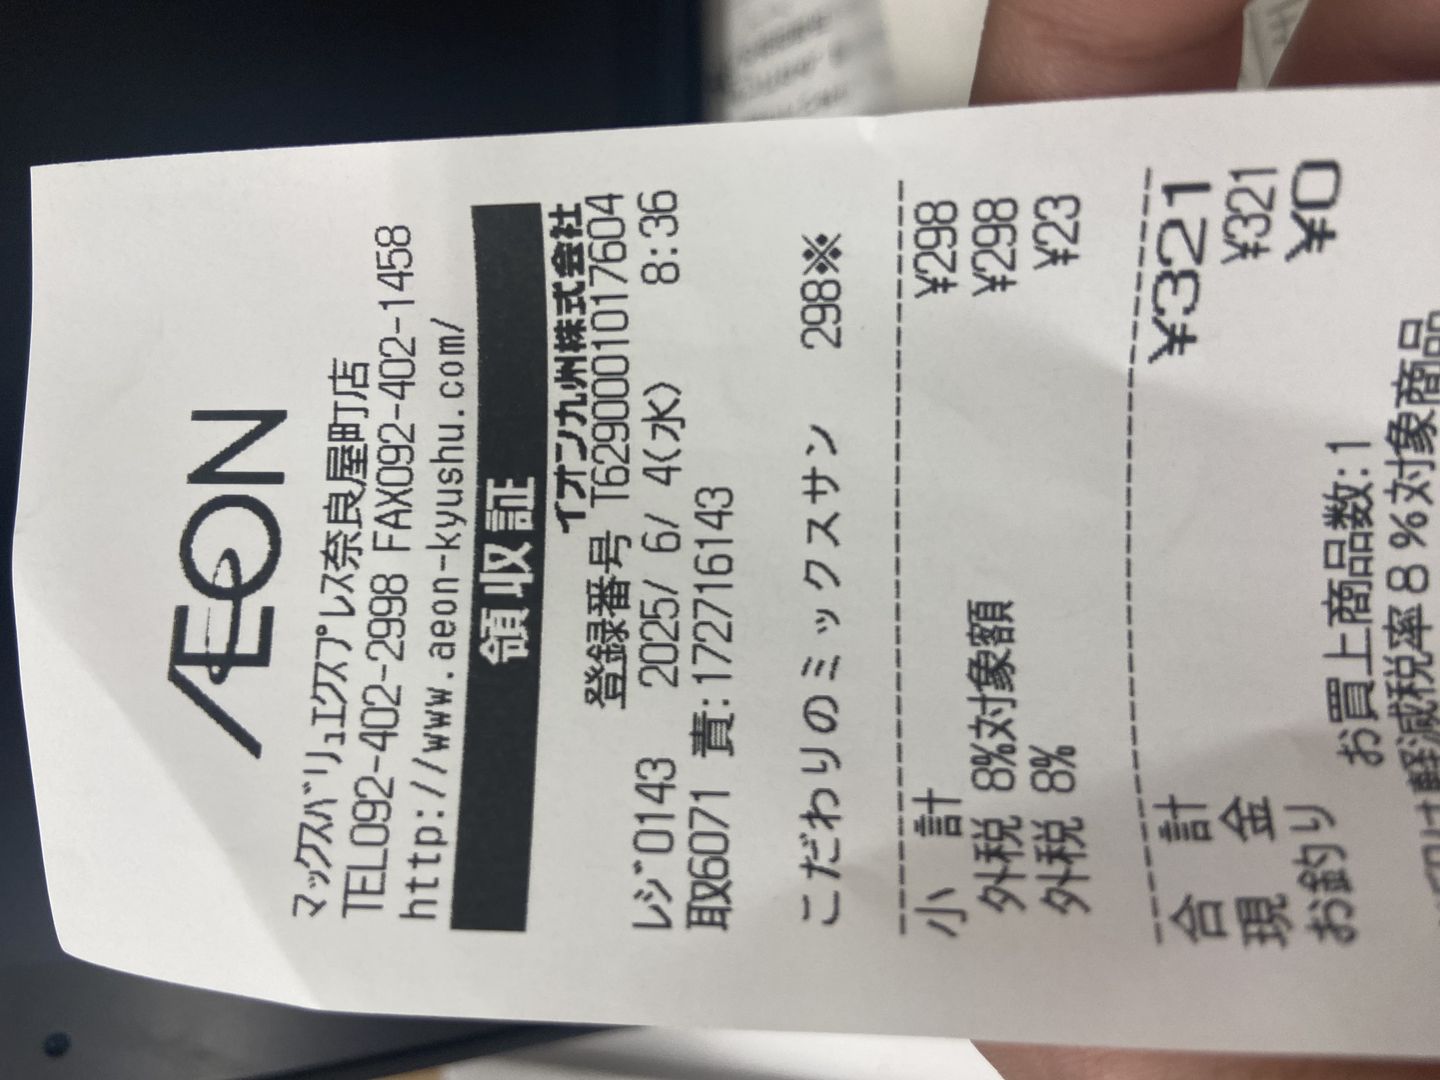 AEON
マックスバリュエクスプレス奈良屋町店
TEL092-402-2998 FAX092-402-1458
http://www.aeon-kyushu.com/
領収証
イオン九州株式会社
登録番号 T6290001017604
レジ0143 2025/ 6/ 4(水) 8:36
取6071 責:172716143
こだわりのミックスサン 298※
小 計 ¥298
外税 8%対象額 ¥298
外税 8% ¥23
合 計 ¥321
現 金 ¥321
お釣り ¥0
お買上商品数:1
は軽減税率8%対象商品